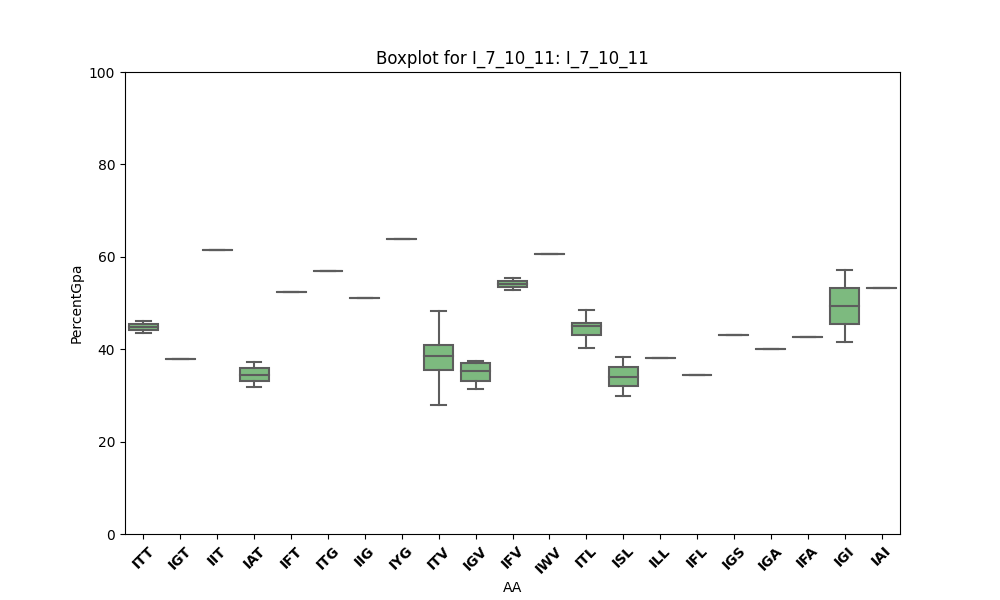 Boxplot for I_7_10_11: I_7_10_11
100
80
60
40
20
0
PercentGpa
ITT IGT IIT IAT IFT ITG IIG IYG ITV IGV IFV IWV ITL ISL ILL IFL IGS IGA IFA IGI IAI
AA